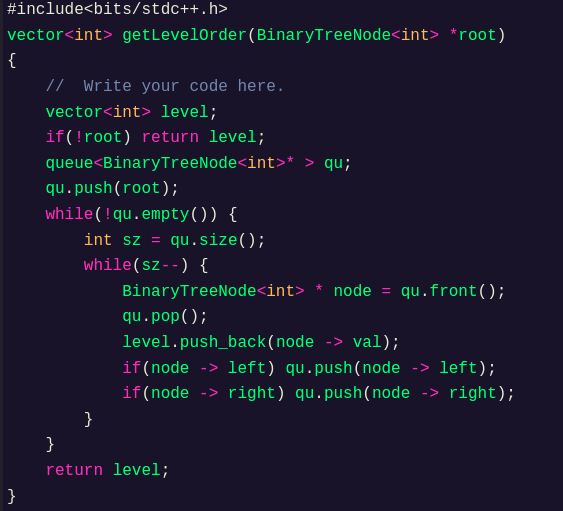 #include<bits/stdc++.h>
vector<int> getLevelOrder(BinaryTreeNode<int> *root)
{
    //  Write your code here.
    vector<int> level;
    if(!root) return level;
    queue<BinaryTreeNode<int>* > qu;
    qu.push(root);
    while(!qu.empty()) {
        int sz = qu.size();
        while(sz--) {
            BinaryTreeNode<int> * node = qu.front();
            qu.pop();
            level.push_back(node -> val);
            if(node -> left) qu.push(node -> left);
            if(node -> right) qu.push(node -> right);
        }
    }
    return level;
}